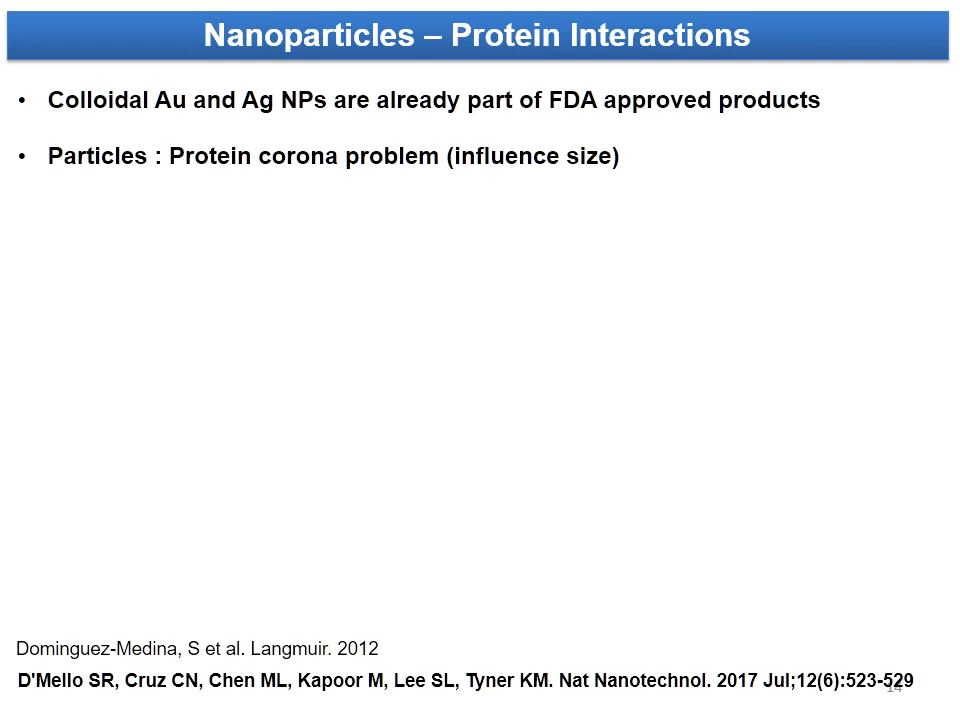 Nanoparticles – Protein Interactions
• Colloidal Au and Ag NPs are already part of FDA approved products
• Particles : Protein corona problem (influence size)
Dominguez-Medina, S et al. Langmuir. 2012
D'Mello SR, Cruz CN, Chen ML, Kapoor M, Lee SL, Tyner KM. Nat Nanotechnol. 2017 Jul;12(6):523-529
14